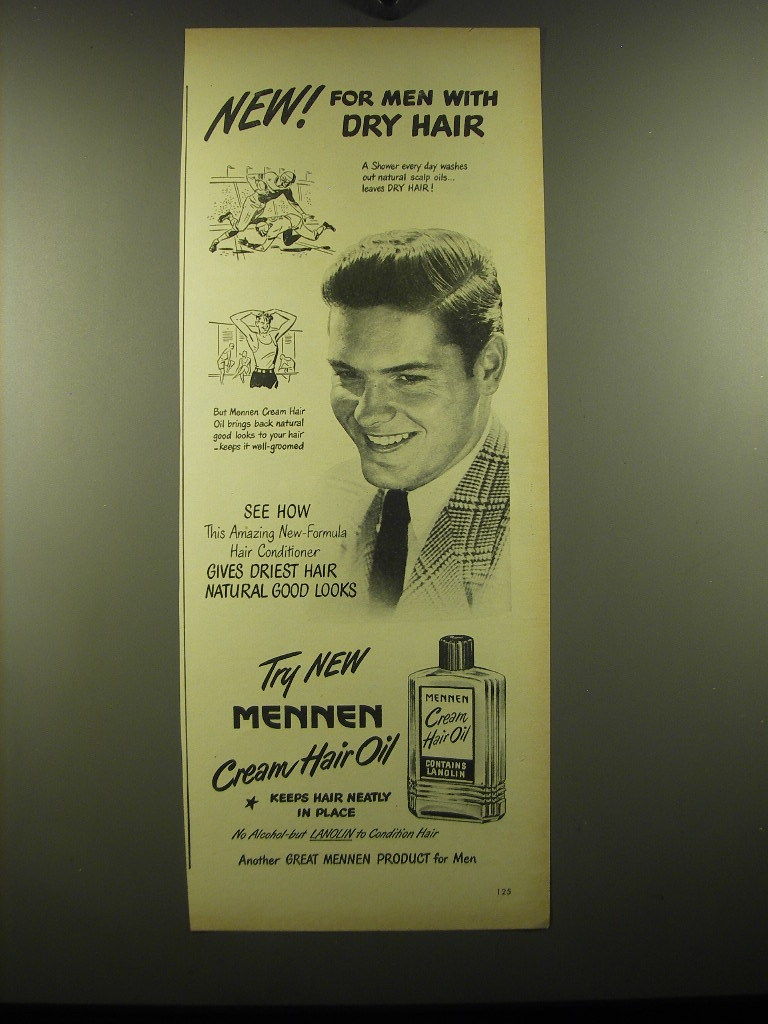 NEW! FOR MEN WITH
DRY HAIR
A Shower every day washes
out natural scalp oils...
leaves DRY HAIR!
But Mennen Cream Hair
Oil brings back natural
good looks to your hair
—keeps it well-groomed
SEE HOW
This Amazing New-Formula
Hair Conditioner
GIVES DRIEST HAIR
NATURAL GOOD LOOKS
Try NEW
MENNEN
Cream Hair Oil
★ KEEPS HAIR NEATLY
IN PLACE
No Alcohol-but LANOLIN to Condition Hair
Another GREAT MENNEN PRODUCT for Men
MENNEN
Cream
Hair Oil
CONTAINS
LANOLIN
125